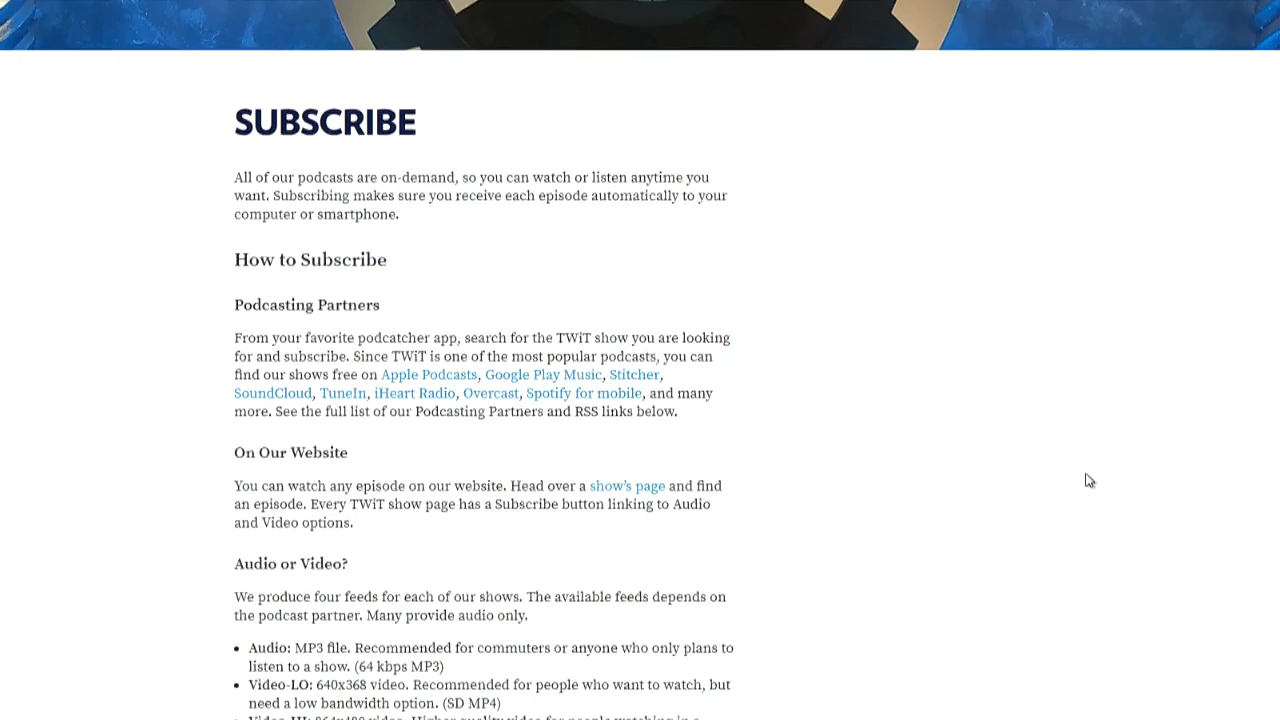 SUBSCRIBE
All of our podcasts are on-demand, so you can watch or listen anytime you
want. Subscribing makes sure you receive each episode automatically to your
computer or smartphone.
How to Subscribe
Podcasting Partners
From your favorite podcatcher app, search for the TWiT show you are looking
for and subscribe. Since TWiT is one of the most popular podcasts, you can
find our shows free on Apple Podcasts, Google Play Music, Stitcher,
SoundCloud, TuneIn, iHeart Radio, Overcast, Spotify for mobile, and many
more. See the full list of our Podcasting Partners and RSS links below.
On Our Website
You can watch any episode on our website. Head over a show's page and find
an episode. Every TWiT show page has a Subscribe button linking to Audio
and Video options.
Audio or Video?
We produce four feeds for each of our shows. The available feeds depends on
the podcast partner. Many provide audio only.
• Audio: MP3 file. Recommended for commuters or anyone who only plans to
listen to a show. (64 kbps MP3)
• Video-LO: 640x368 video. Recommended for people who want to watch, but
need a low bandwidth option. (SD MP4)